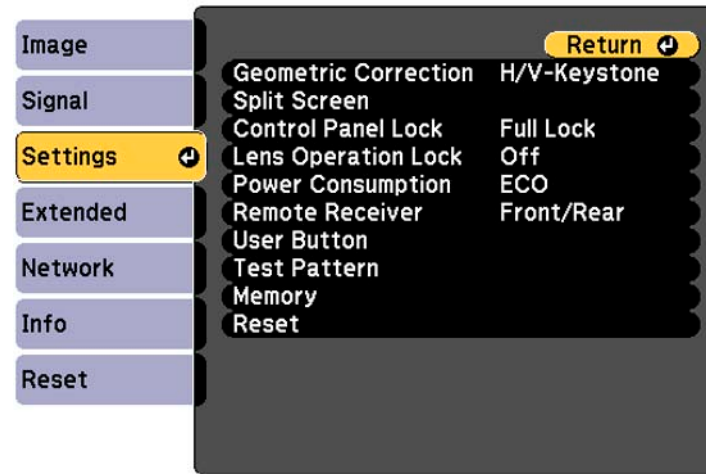 Image
Signal
Settings
Extended
Network
Info
Reset
Return
Geometric Correction H/V-Keystone
Split Screen
Control Panel Lock Full Lock
Lens Operation Lock Off
Power Consumption ECO
Remote Receiver Front/Rear
User Button
Test Pattern
Memory
Reset